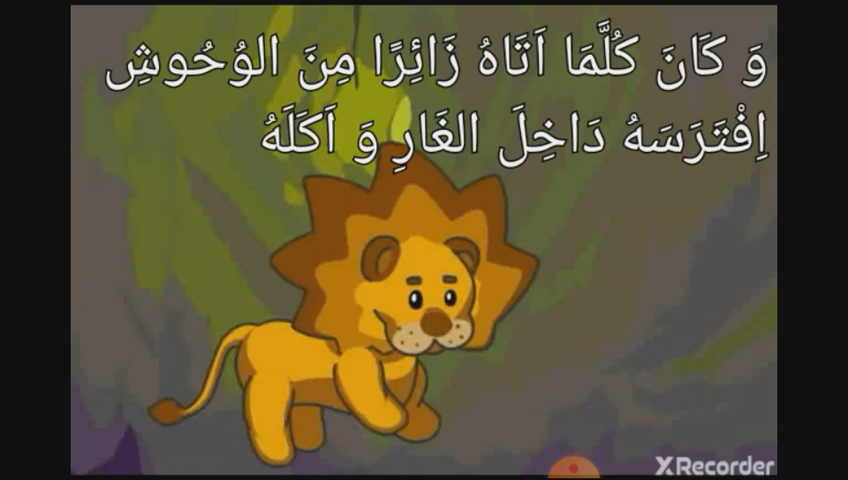 وَ كَانَ كُلَّمَا اَتَاهُ زَائِرًا مِنَ الوُحُوشِ
اِفْتَرَسَهُ دَاخِلَ الغَارِ وَ اَكَلَهُ
XRecorder